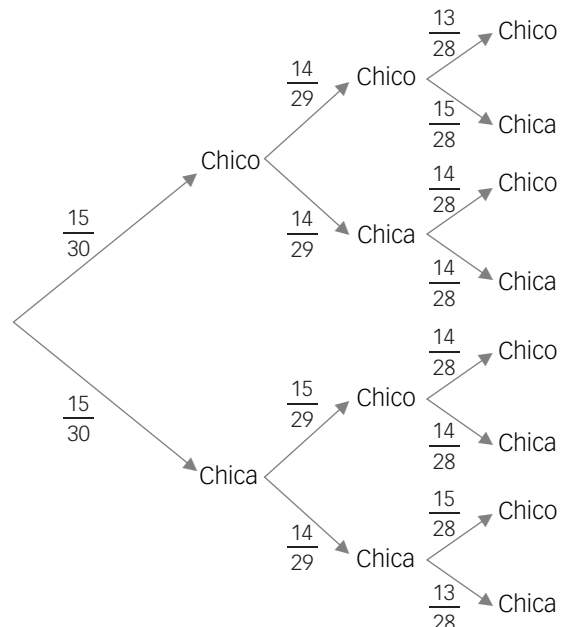 13/28 Chico
14/29 Chico
15/28 Chica
Chico
14/28 Chico
15/30
14/29 Chica
14/28 Chica
14/28 Chico
15/30
15/29 Chico
14/28 Chica
Chica
15/28 Chico
14/29 Chica
13/28 Chica